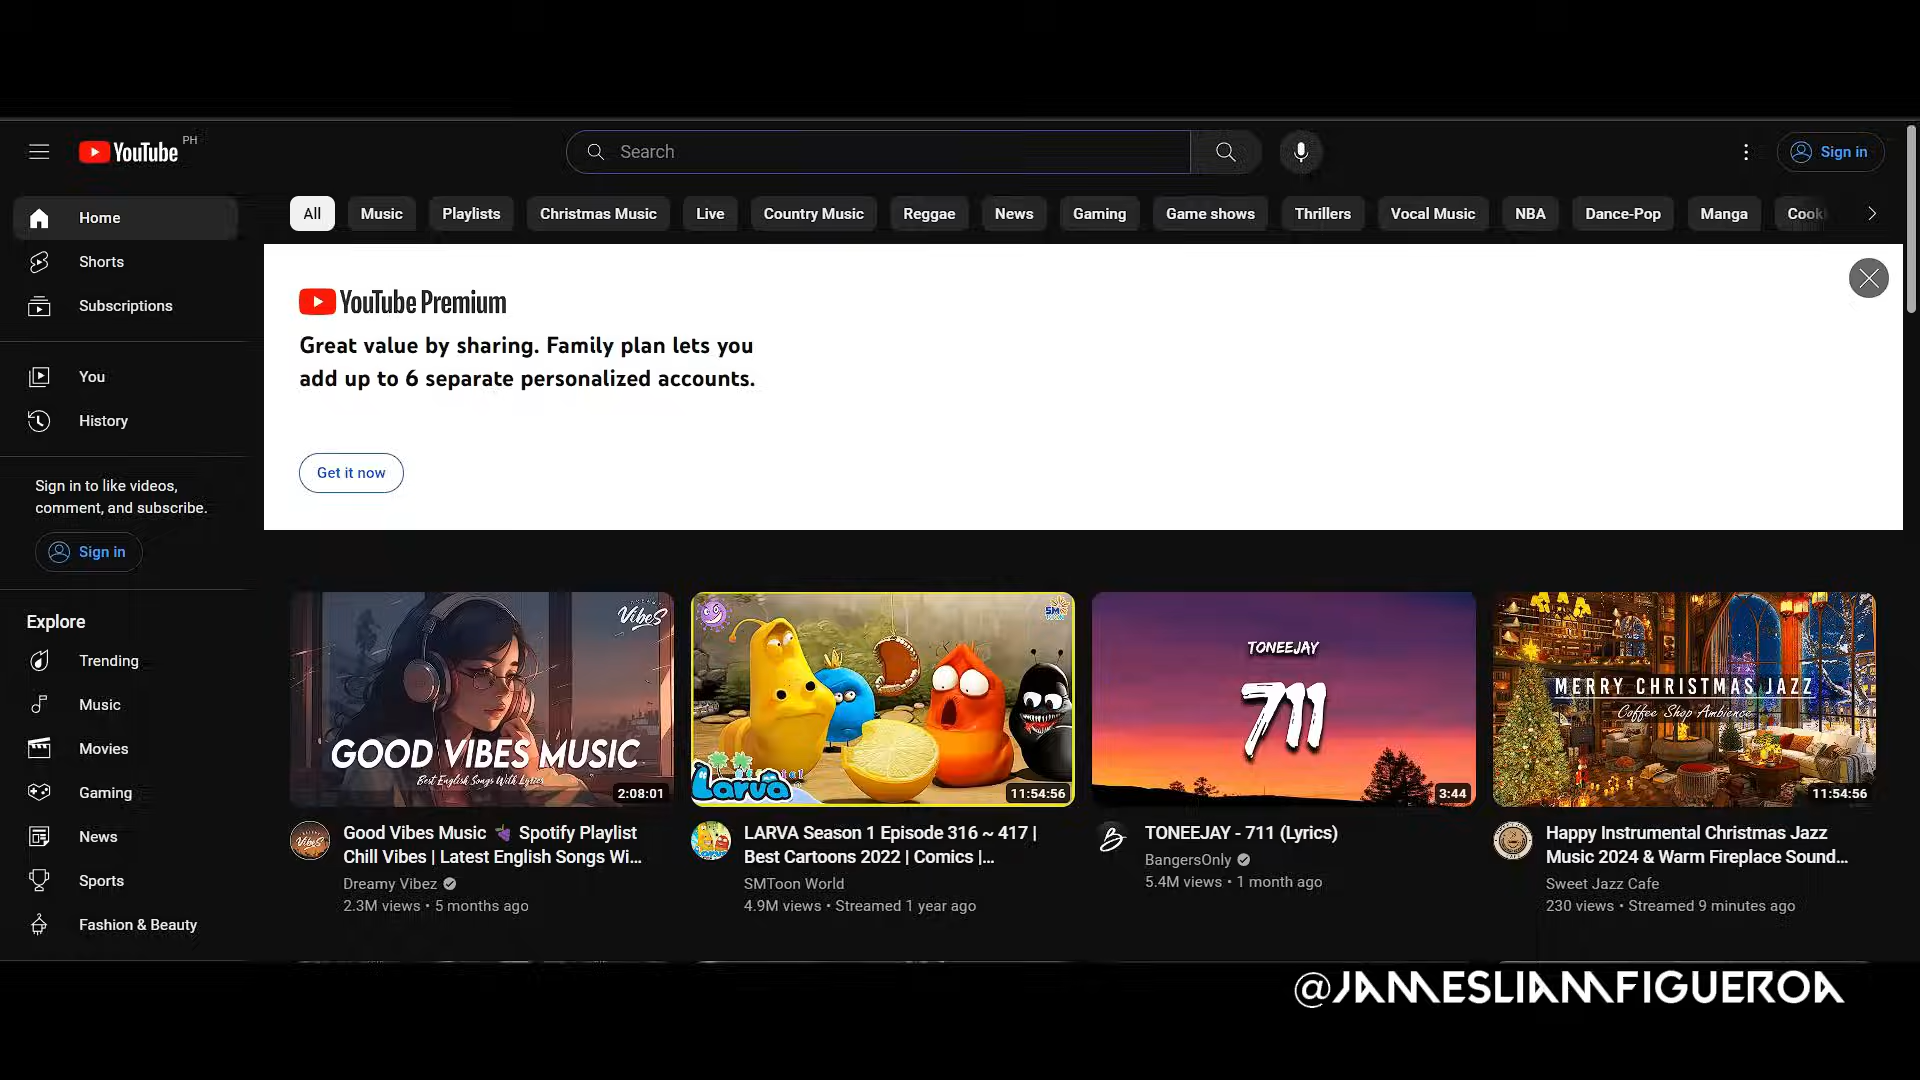 YouTube PH
Search
Sign in
Home
Shorts
Subscriptions
You
History
Sign in to like videos,
comment, and subscribe.
Sign in
Explore
Trending
Music
Movies
Gaming
News
Sports
Fashion & Beauty
All Music Playlists Christmas Music Live Country Music Reggae News Gaming Game shows Thrillers Vocal Music NBA Dance-Pop Manga
YouTube Premium
Great value by sharing. Family plan lets you
add up to 6 separate personalized accounts.
Get it now
Vibes
GOOD VIBES MUSIC
Best English Songs With Lyrics
2:08:01
Good Vibes Music 🍇 Spotify Playlist
Chill Vibes | Latest English Songs Wi...
Dreamy Vibez
2.3M views • 5 months ago
Larva
11:54:56
LARVA Season 1 Episode 316 ~ 417 |
Best Cartoons 2022 | Comics |...
SMToon World
4.9M views • Streamed 1 year ago
TONEEJAY
711
3:44
TONEEJAY - 711 (Lyrics)
BangersOnly
5.4M views • 1 month ago
MERRY CHRISTMAS JAZZ
Coffee Shop Ambience
11:54:56
Happy Instrumental Christmas Jazz
Music 2024 & Warm Fireplace Sound...
Sweet Jazz Cafe
230 views • Streamed 9 minutes ago
@JAMESLIAMFIGUEROA